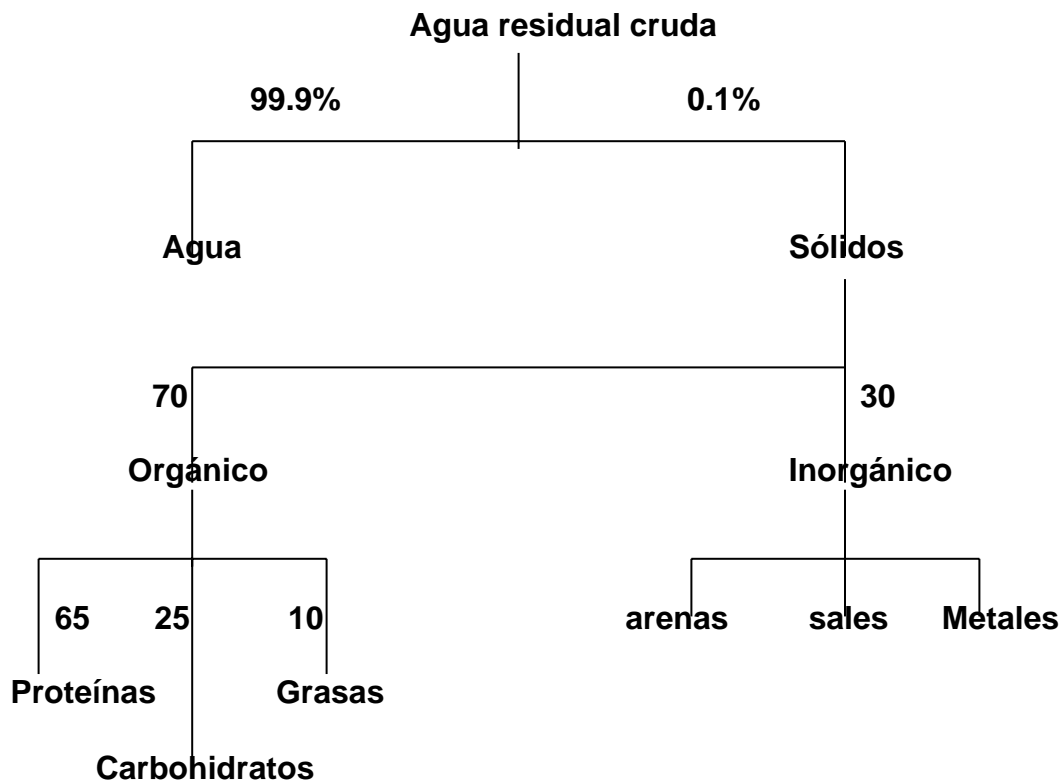 Agua residual cruda
99.9% 0.1%
Agua Sólidos
70 30
Orgánico Inorgánico
65 25 10 arenas sales Metales
Proteínas Grasas
Carbohidratos